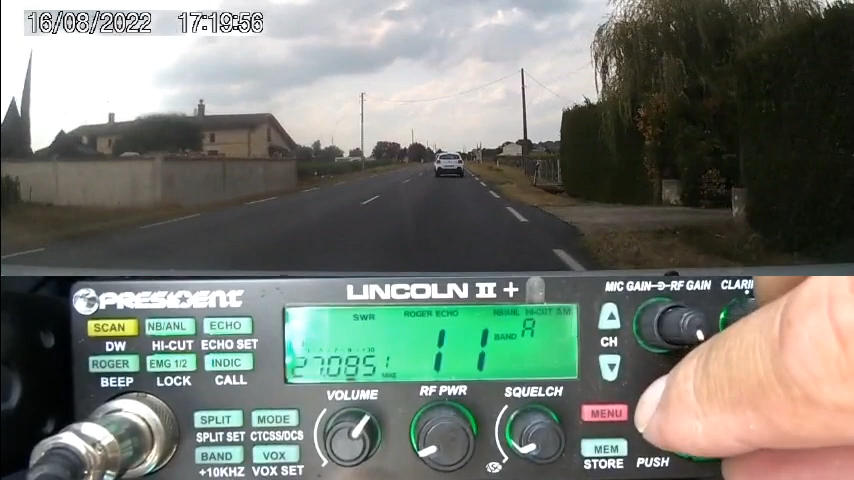 16/08/2022 17:19:56
PRESIDENT
LINCOLN II +
MIC GAIN RF GAIN CLARI
SCAN NB/ANL ECHO
DW HI-CUT ECHO SET
ROGER EMG 1/2 INDIC
BEEP LOCK CALL
SWR ROGER ECHO NB/ANL HI-CUT AM
11 BAND A
27.0851
CH
VOLUME RF PWR SQUELCH
SPLIT MODE
SPLIT SET CTCSS/DCS
BAND VOX
+10KHZ VOX SET
MENU
MEM
STORE PUSH